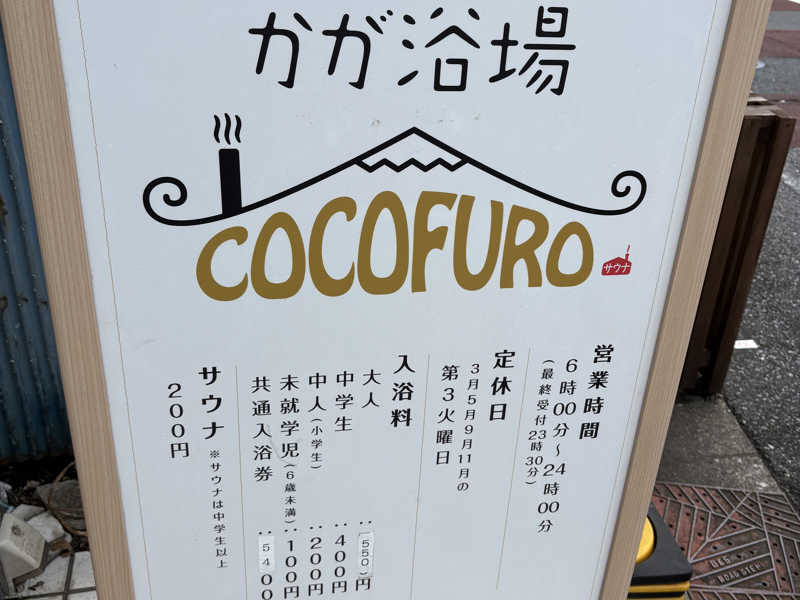 かが浴場
COCOFURO
サウナ
営業時間
6時00分～24時00分
(最終受付23時30分)
定休日
3月5月9月11月の
第3火曜日
入浴料
大人‥550円
中学生‥400円
中人(小学生)‥200円
未就学児(6歳未満)‥100円
共通入浴券‥5400
サウナ ※サウナは中学生以上
200円